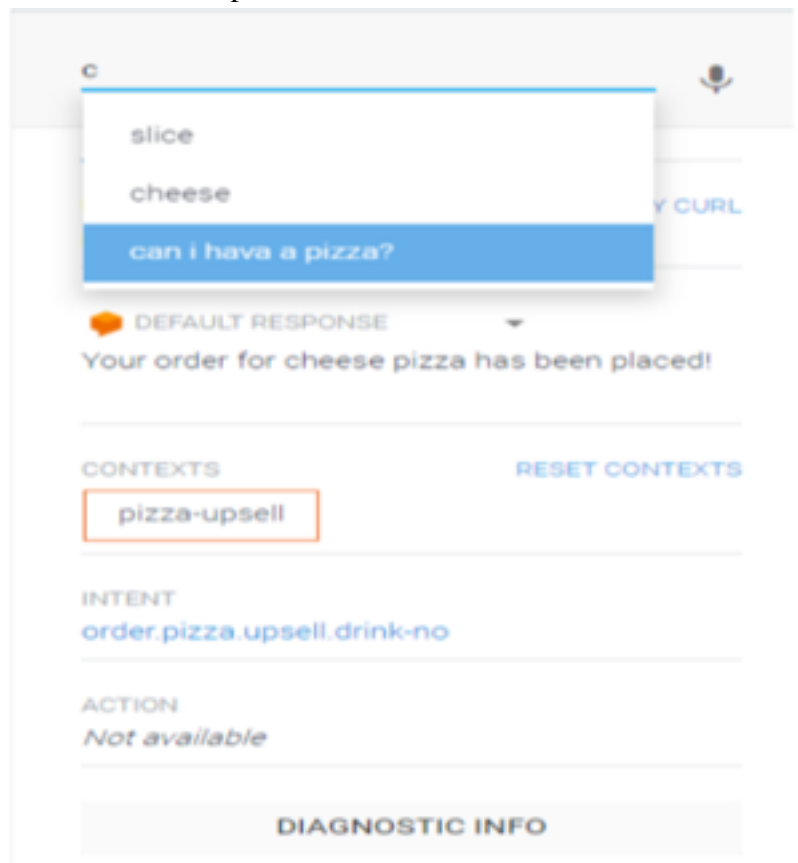 c
slice
cheese
Y CURL
can i hava a pizza?
DEFAULT RESPONSE
Your order for cheese pizza has been placed!
CONTEXTS RESET CONTEXTS
pizza-upsell
INTENT
order.pizza.upsell.drink-no
ACTION
Not available
DIAGNOSTIC INFO